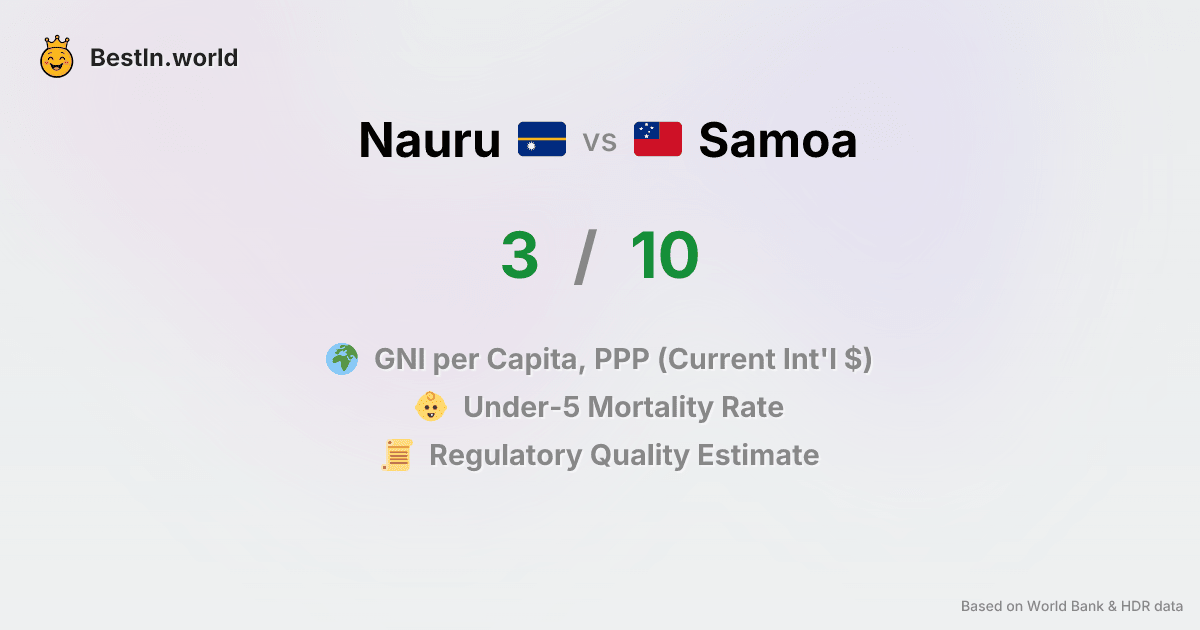 BestIn.world
Nauru vs Samoa
3 / 10
GNI per Capita, PPP (Current Int'l $)
Under-5 Mortality Rate
Regulatory Quality Estimate
Based on World Bank & HDR data